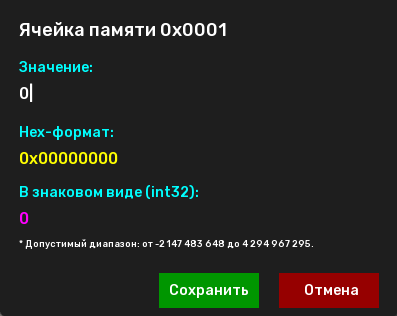 Ячейка памяти 0x0001
Значение:
0
Hex-формат:
0x00000000
В знаковом виде (int32):
0
* Допустимый диапазон: от -2 147 483 648 до 4 294 967 295.
Сохранить
Отмена